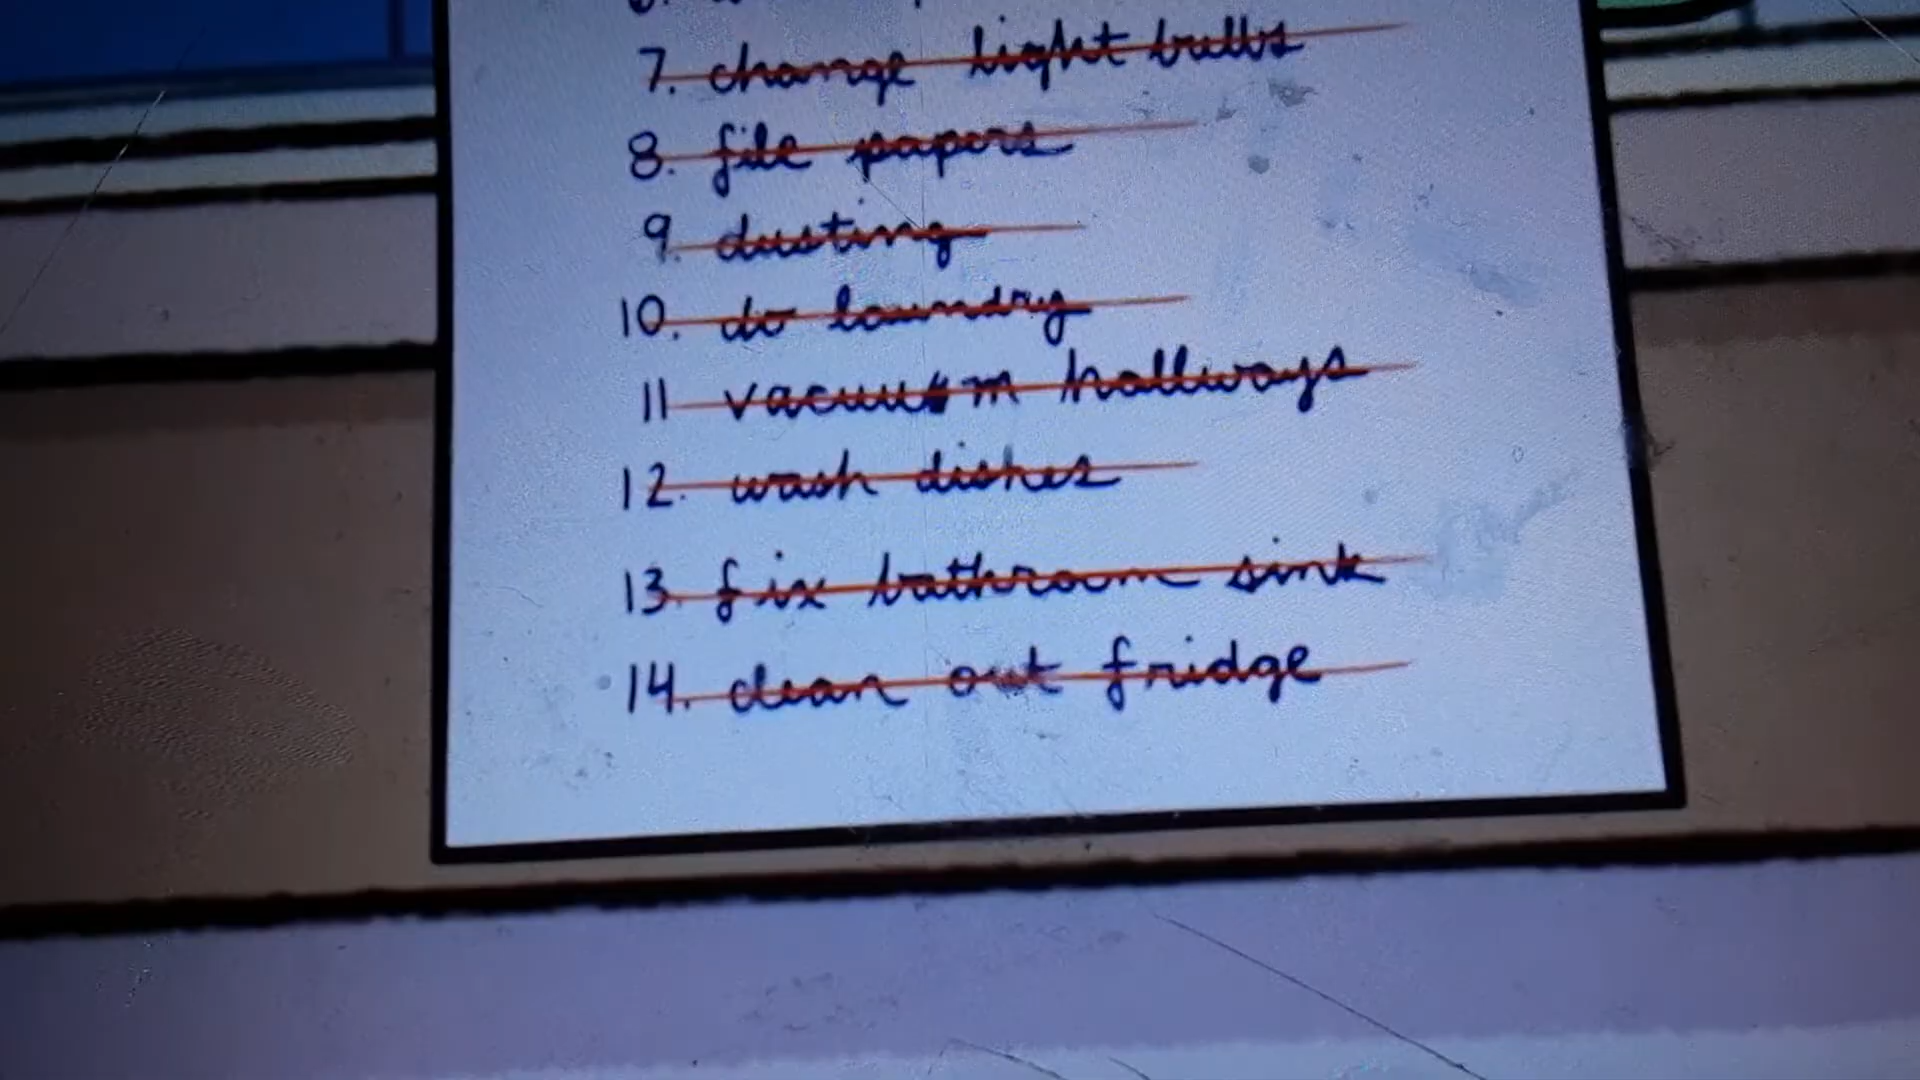 7. change light bulbs
8. file papers
9. dusting
10. do laundry
11 vacuum hallways
12. wash dishes
13. fix bathroom sink
14. clean out fridge